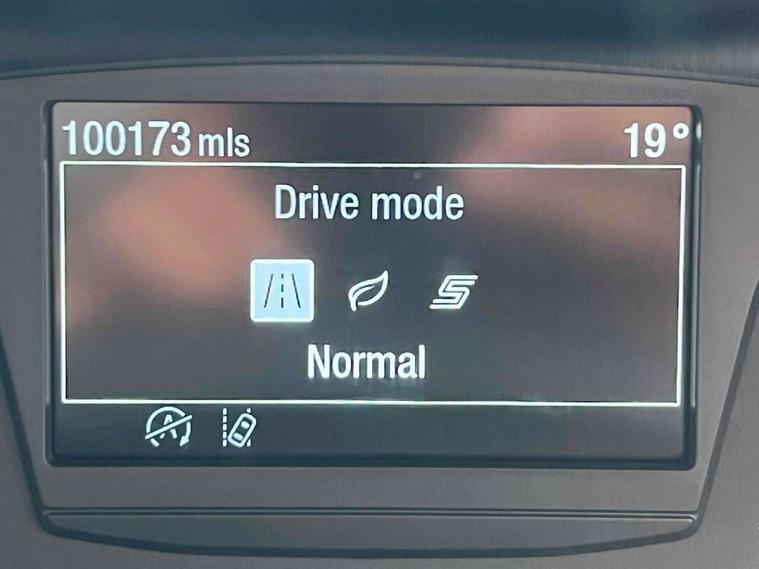 100173 mls 19°
Drive mode
Normal